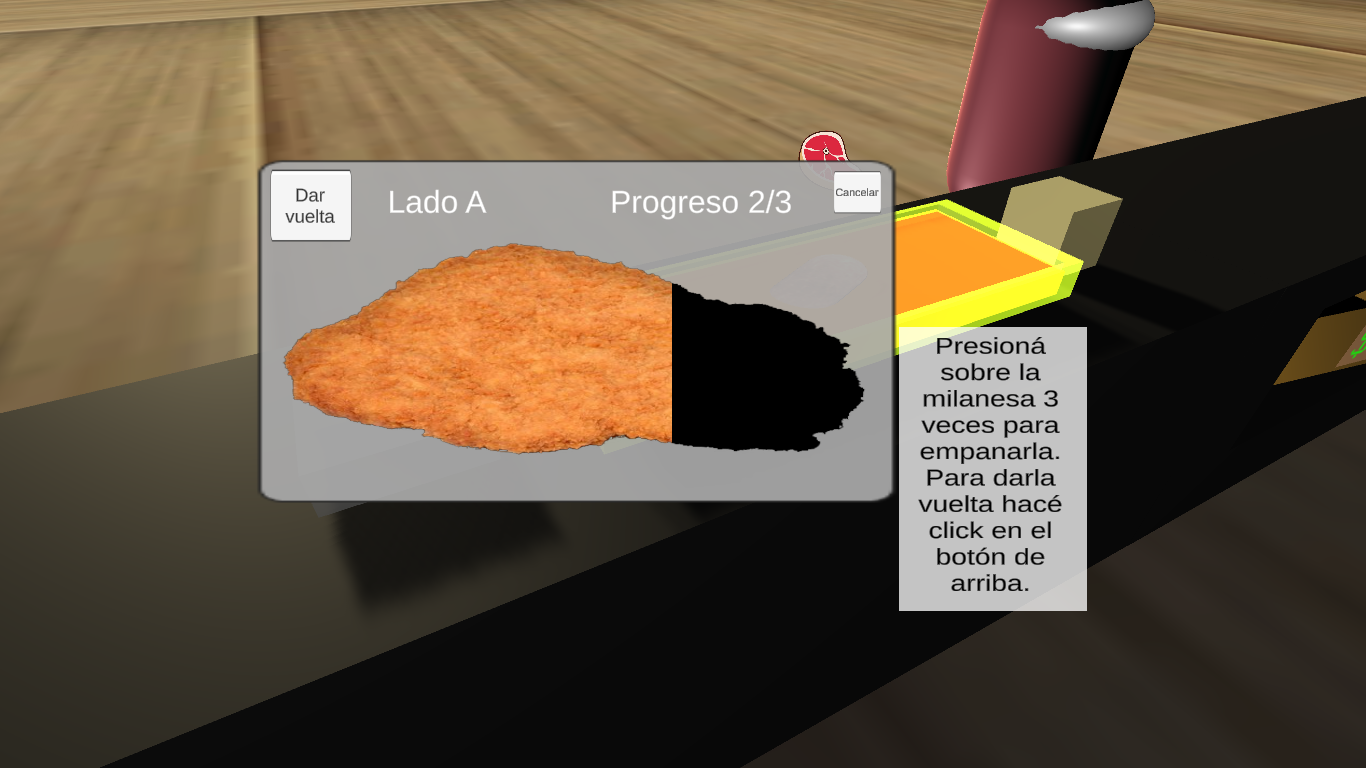 Dar
vuelta
Lado A
Progreso 2/3
Cancelar
Presioná
sobre la
milanesa 3
veces para
empanarla.
Para darla
vuelta hacé
click en el
botón de
arriba.